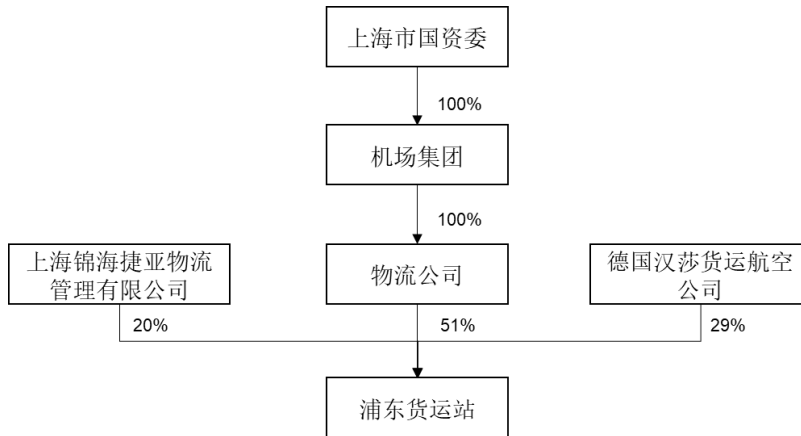 上海市国资委
100%
机场集团
100%
上海锦海捷亚物流
管理有限公司
物流公司
德国汉莎货运航空
公司
20%
51%
29%
浦东货运站